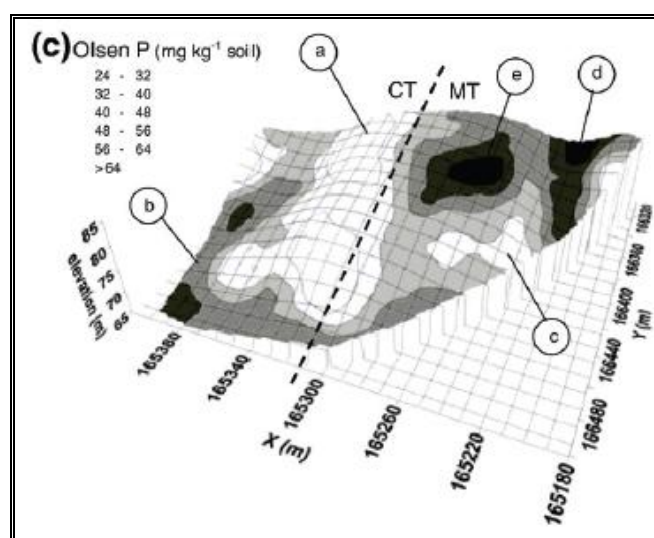 (c) Olsen P (mg kg⁻¹ soil)
24 - 32
32 - 40
40 - 48
48 - 56
56 - 64
>64
a
CT MT
e
d
b
c
85
80
75
70
65
elevation (m)
165380
165340
165300
165260
165220
165180
X (m)
166320
166360
166400
166440
166480
Y (m)